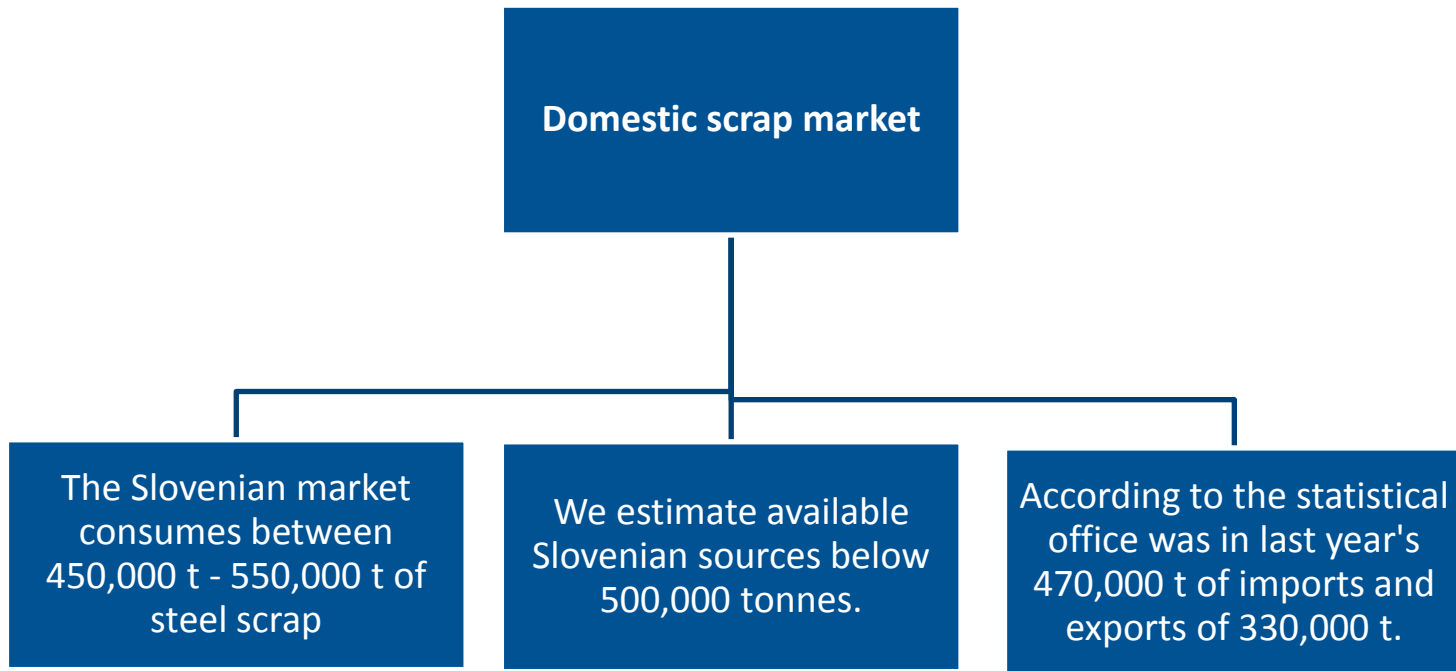 Domestic scrap market
The Slovenian market
consumes between
450,000 t - 550,000 t of
steel scrap
We estimate available
Slovenian sources below
500,000 tonnes.
According to the statistical
office was in last year's
470,000 t of imports and
exports of 330,000 t.